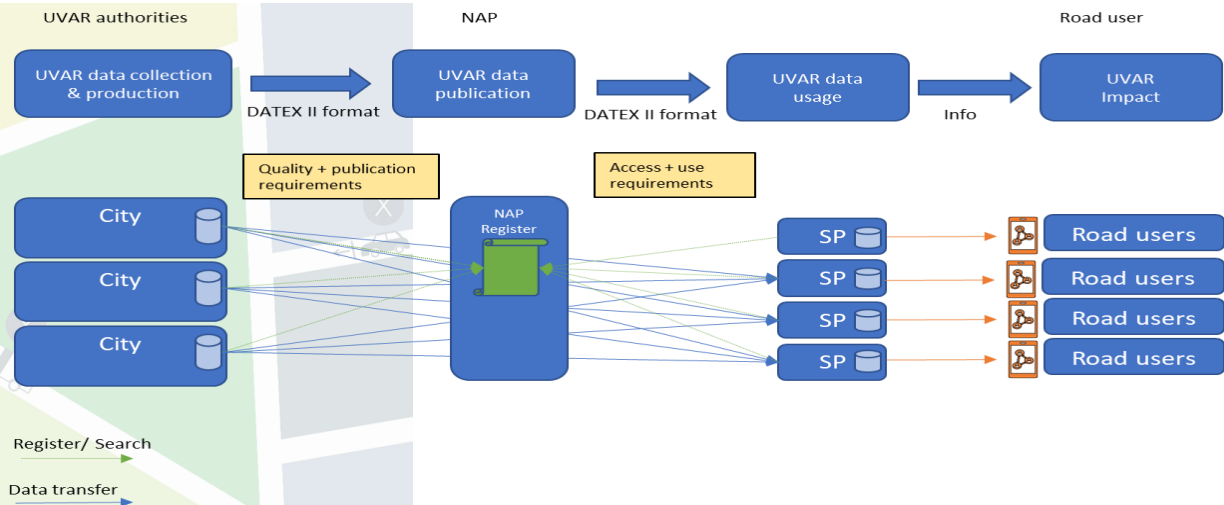 UVAR authorities
NAP
Road user
UVAR data collection
& production
DATEX II format
UVAR data
publication
DATEX II format
UVAR data
usage
Info
UVAR
Impact
Quality + publication
requirements
Access + use
requirements
City
City
City
NAP
Register
X
SP
SP
SP
SP
Road users
Road users
Road users
Road users
Register/ Search
Data transfer